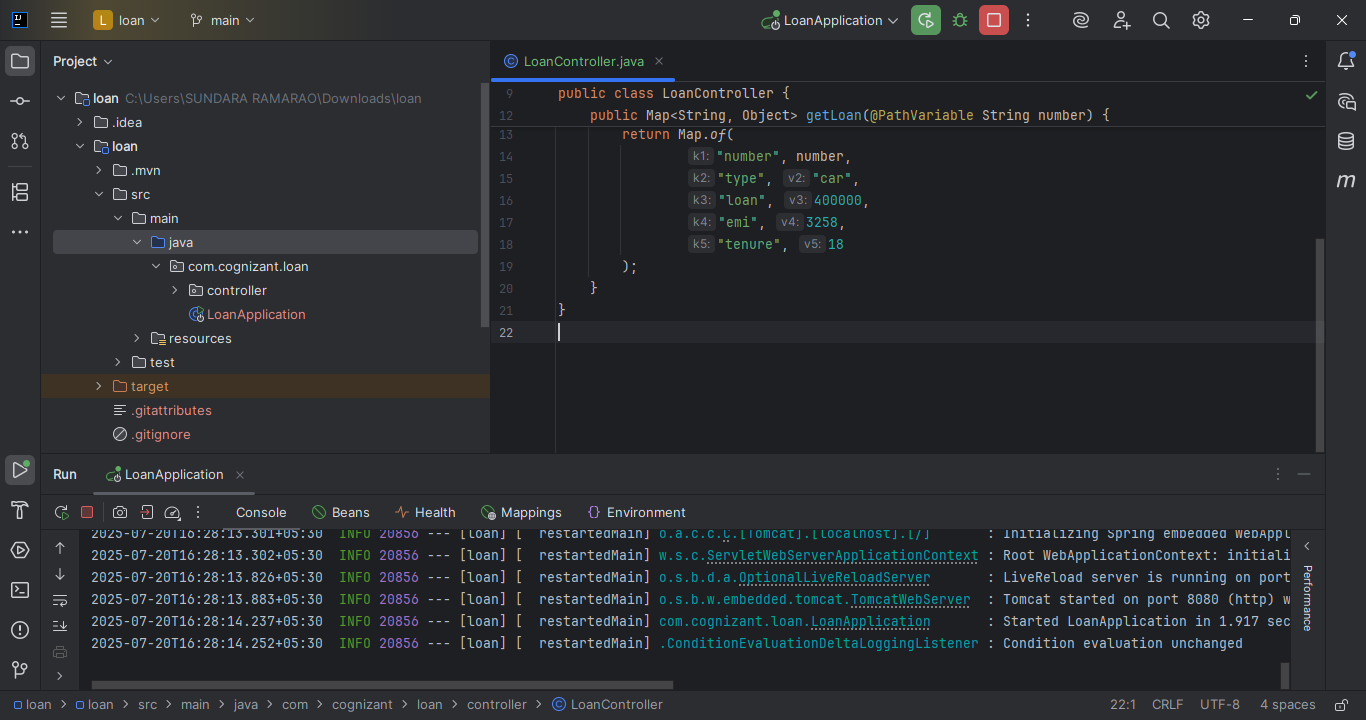 L loan main LoanApplication
Project
LoanController.java
loan C:\Users\SUNDARA RAMARAO\Downloads\loan
.idea
loan
.mvn
src
main
java
com.cognizant.loan
controller
LoanApplication
resources
test
target
.gitattributes
.gitignore
9 public class LoanController {
12 public Map<String, Object> getLoan(@PathVariable String number) {
13 return Map.of(
14 k1: "number", number,
15 k2: "type", v2: "car",
16 k3: "loan", v3: 400000,
17 k4: "emi", v4: 3258,
18 k5: "tenure", v5: 18
19 );
20 }
21 }
22
m
Run LoanApplication
Console Beans Health Mappings Environment
2025-07-20T16:28:13.301+05:30 INFO 20856 --- [loan] [ restartedMain] o.a.c.c.C.[Tomcat].[localhost].[/] : Initializing Spring embedded WebAppl
2025-07-20T16:28:13.302+05:30 INFO 20856 --- [loan] [ restartedMain] w.s.c.ServletWebServerApplicationContext : Root WebApplicationContext: initiali
2025-07-20T16:28:13.826+05:30 INFO 20856 --- [loan] [ restartedMain] o.s.b.d.a.OptionalLiveReloadServer : LiveReload server is running on port
2025-07-20T16:28:13.883+05:30 INFO 20856 --- [loan] [ restartedMain] o.s.b.w.embedded.tomcat.TomcatWebServer : Tomcat started on port 8080 (http) w
2025-07-20T16:28:14.237+05:30 INFO 20856 --- [loan] [ restartedMain] com.cognizant.loan.LoanApplication : Started LoanApplication in 1.917 sec
2025-07-20T16:28:14.252+05:30 INFO 20856 --- [loan] [ restartedMain] .ConditionEvaluationDeltaLoggingListener : Condition evaluation unchanged
Performance
loan > loan > src > main > java > com > cognizant > loan > controller > LoanController 22:1 CRLF UTF-8 4 spaces